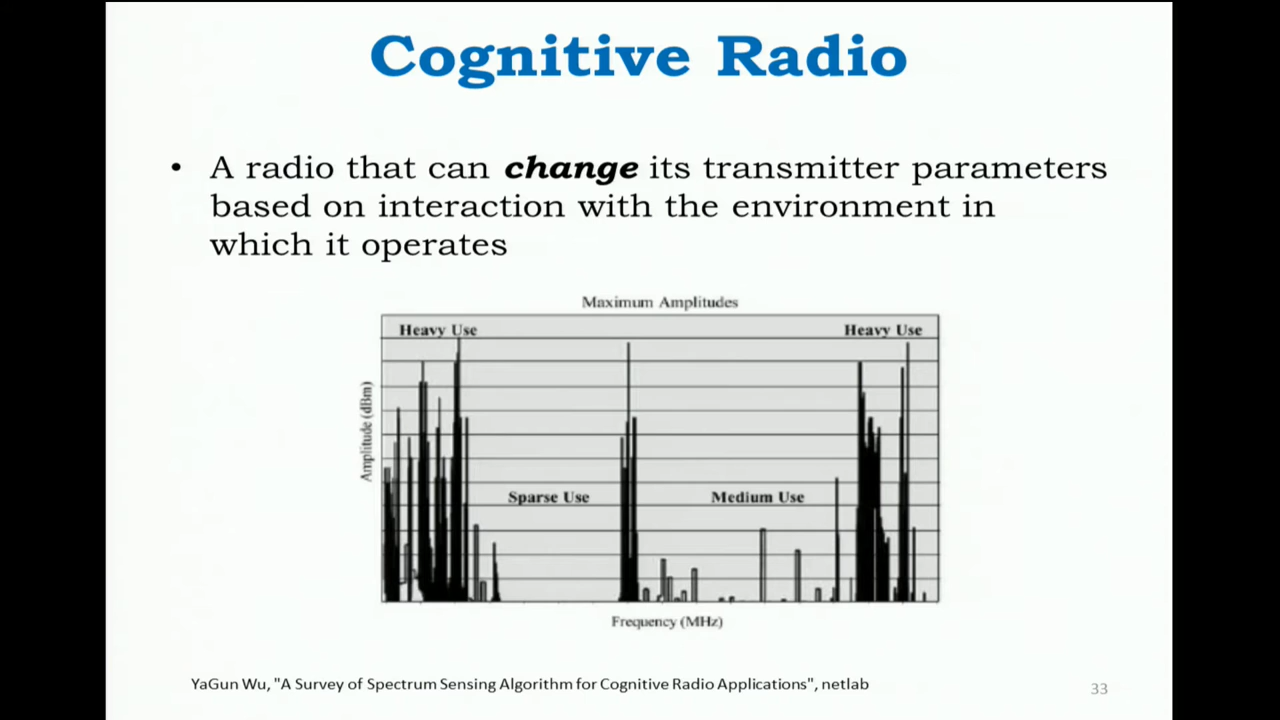 Cognitive Radio
• A radio that can change its transmitter parameters
based on interaction with the environment in
which it operates
Maximum Amplitudes
Heavy Use
Heavy Use
Amplitude (dBm)
Sparse Use
Medium Use
Frequency (MHz)
YaGun Wu, "A Survey of Spectrum Sensing Algorithm for Cognitive Radio Applications", netlab
33